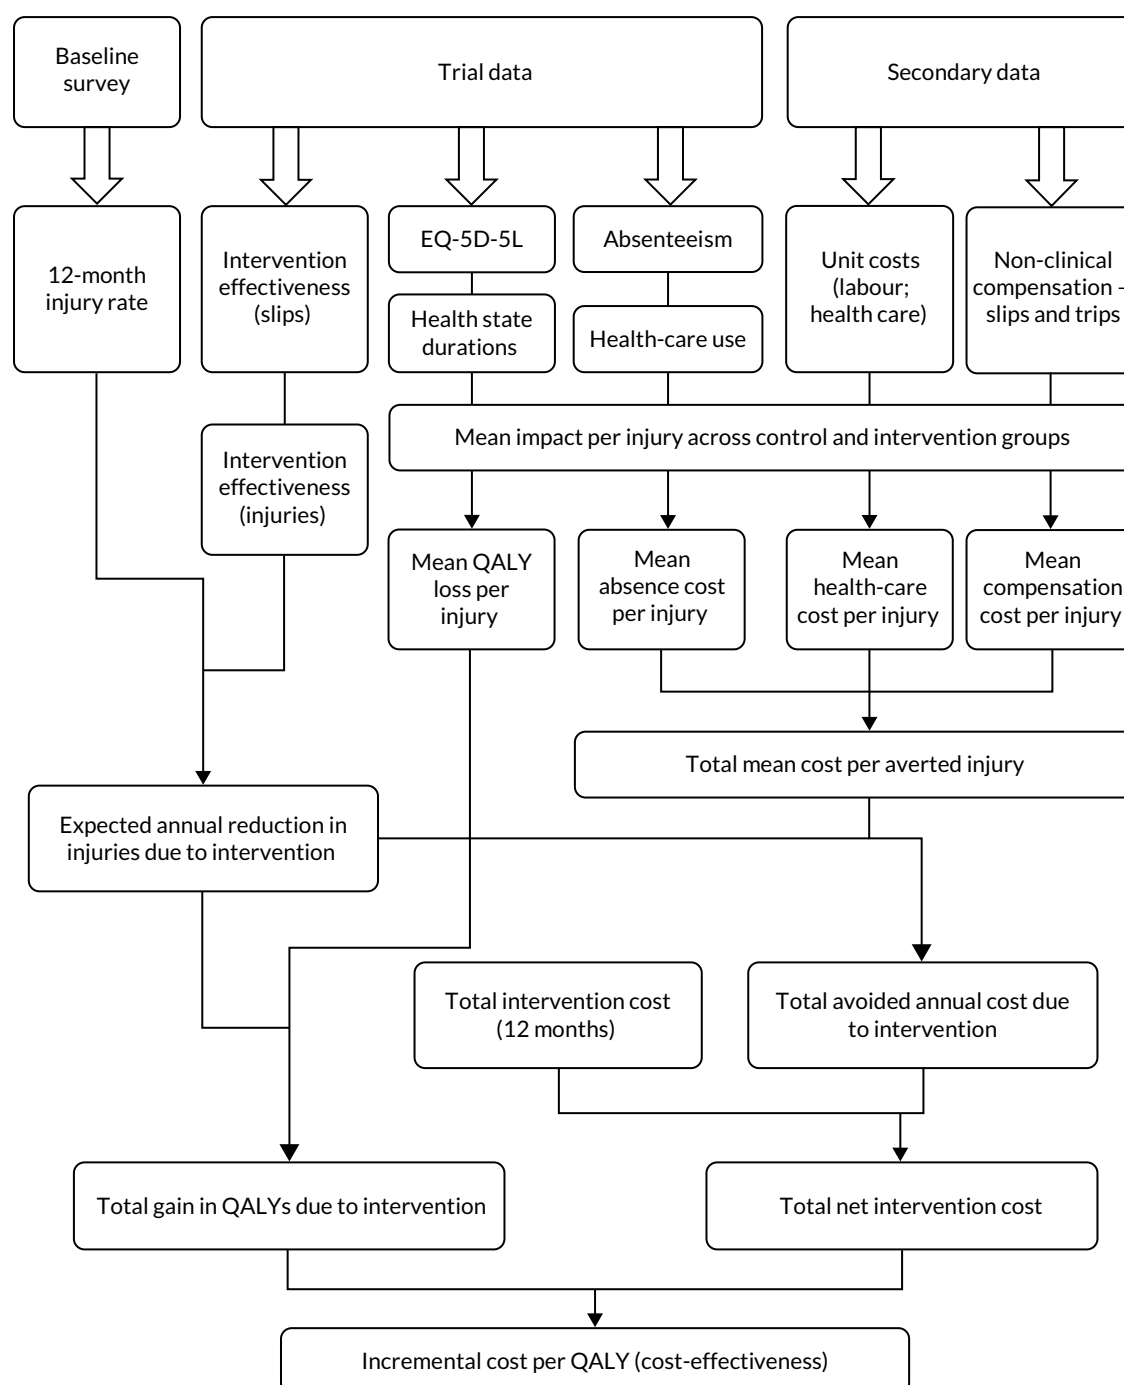 Baseline
survey
Trial data
Secondary data
12-month
injury rate
Intervention
effectiveness
(slips)
EQ-5D-5L
Health state
durations
Absenteeism
Health-care use
Unit costs
(labour;
health care)
Non-clinical
compensation –
slips and trips
Intervention
effectiveness
(injuries)
Mean impact per injury across control and intervention groups
Mean QALY
loss per
injury
Mean
absence cost
per injury
Mean
health-care
cost per injury
Mean
compensation
cost per injury
Total mean cost per averted injury
Expected annual reduction in
injuries due to intervention
Total intervention cost
(12 months)
Total avoided annual cost due
to intervention
Total gain in QALYs due to intervention
Total net intervention cost
Incremental cost per QALY (cost-effectiveness)